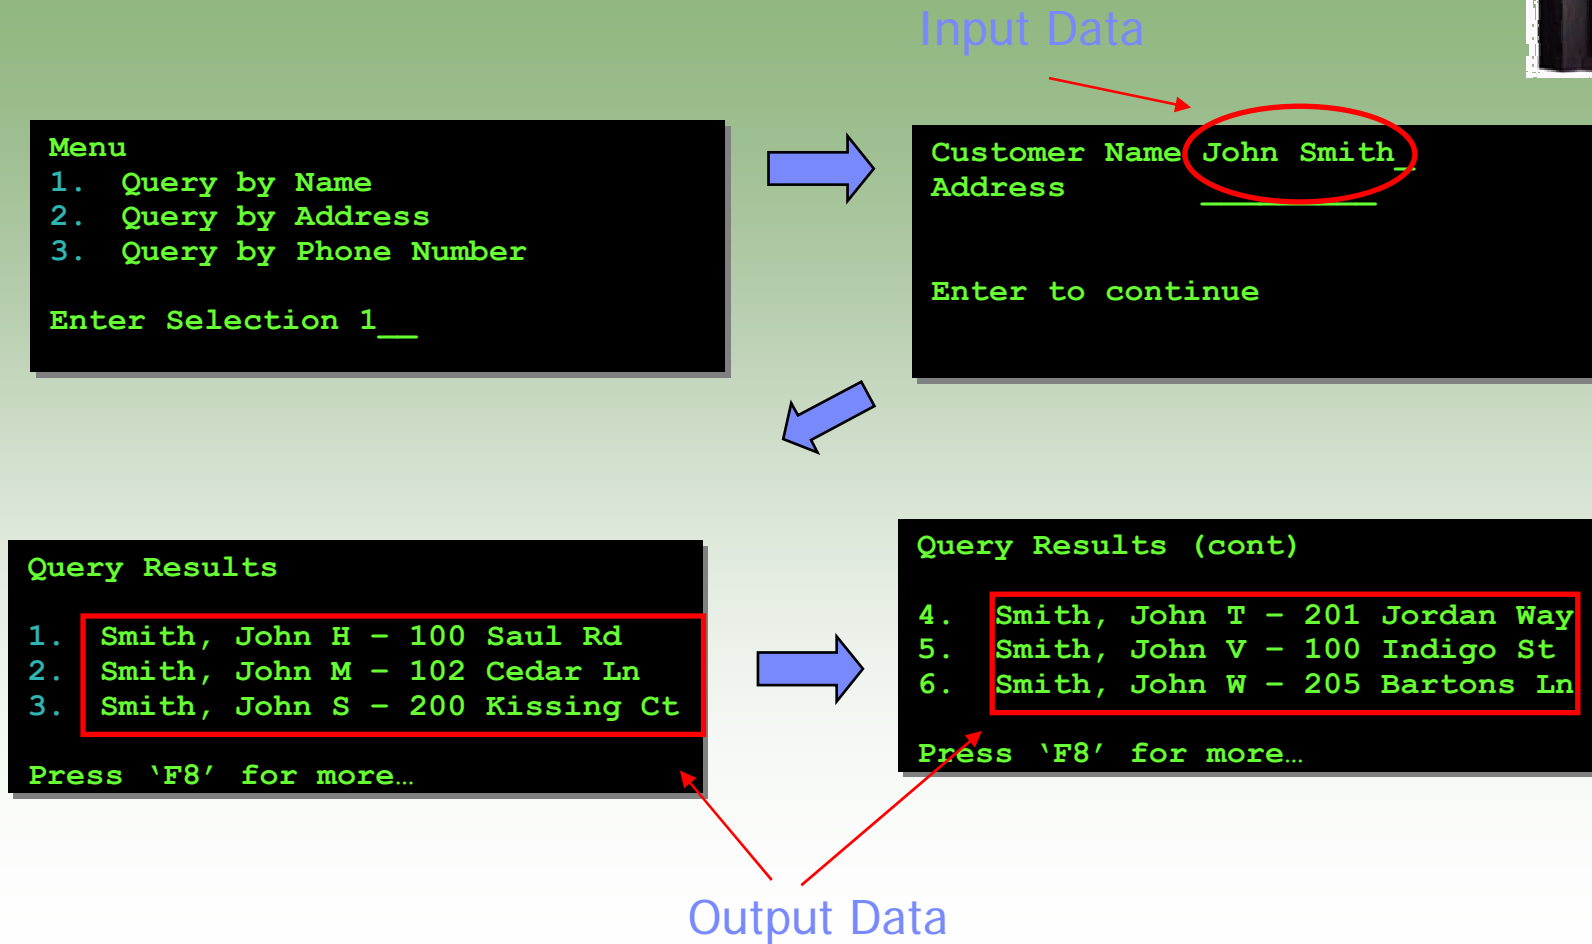 Input Data
Menu
1. Query by Name
2. Query by Address
3. Query by Phone Number
Enter Selection 1__
Customer Name John Smith_
Address _________
Enter to continue
Query Results
1. Smith, John H – 100 Saul Rd
2. Smith, John M – 102 Cedar Ln
3. Smith, John S – 200 Kissing Ct
Press ‘F8’ for more…
Query Results (cont)
4. Smith, John T – 201 Jordan Way
5. Smith, John V – 100 Indigo St
6. Smith, John W – 205 Bartons Ln
Press ‘F8’ for more…
Output Data